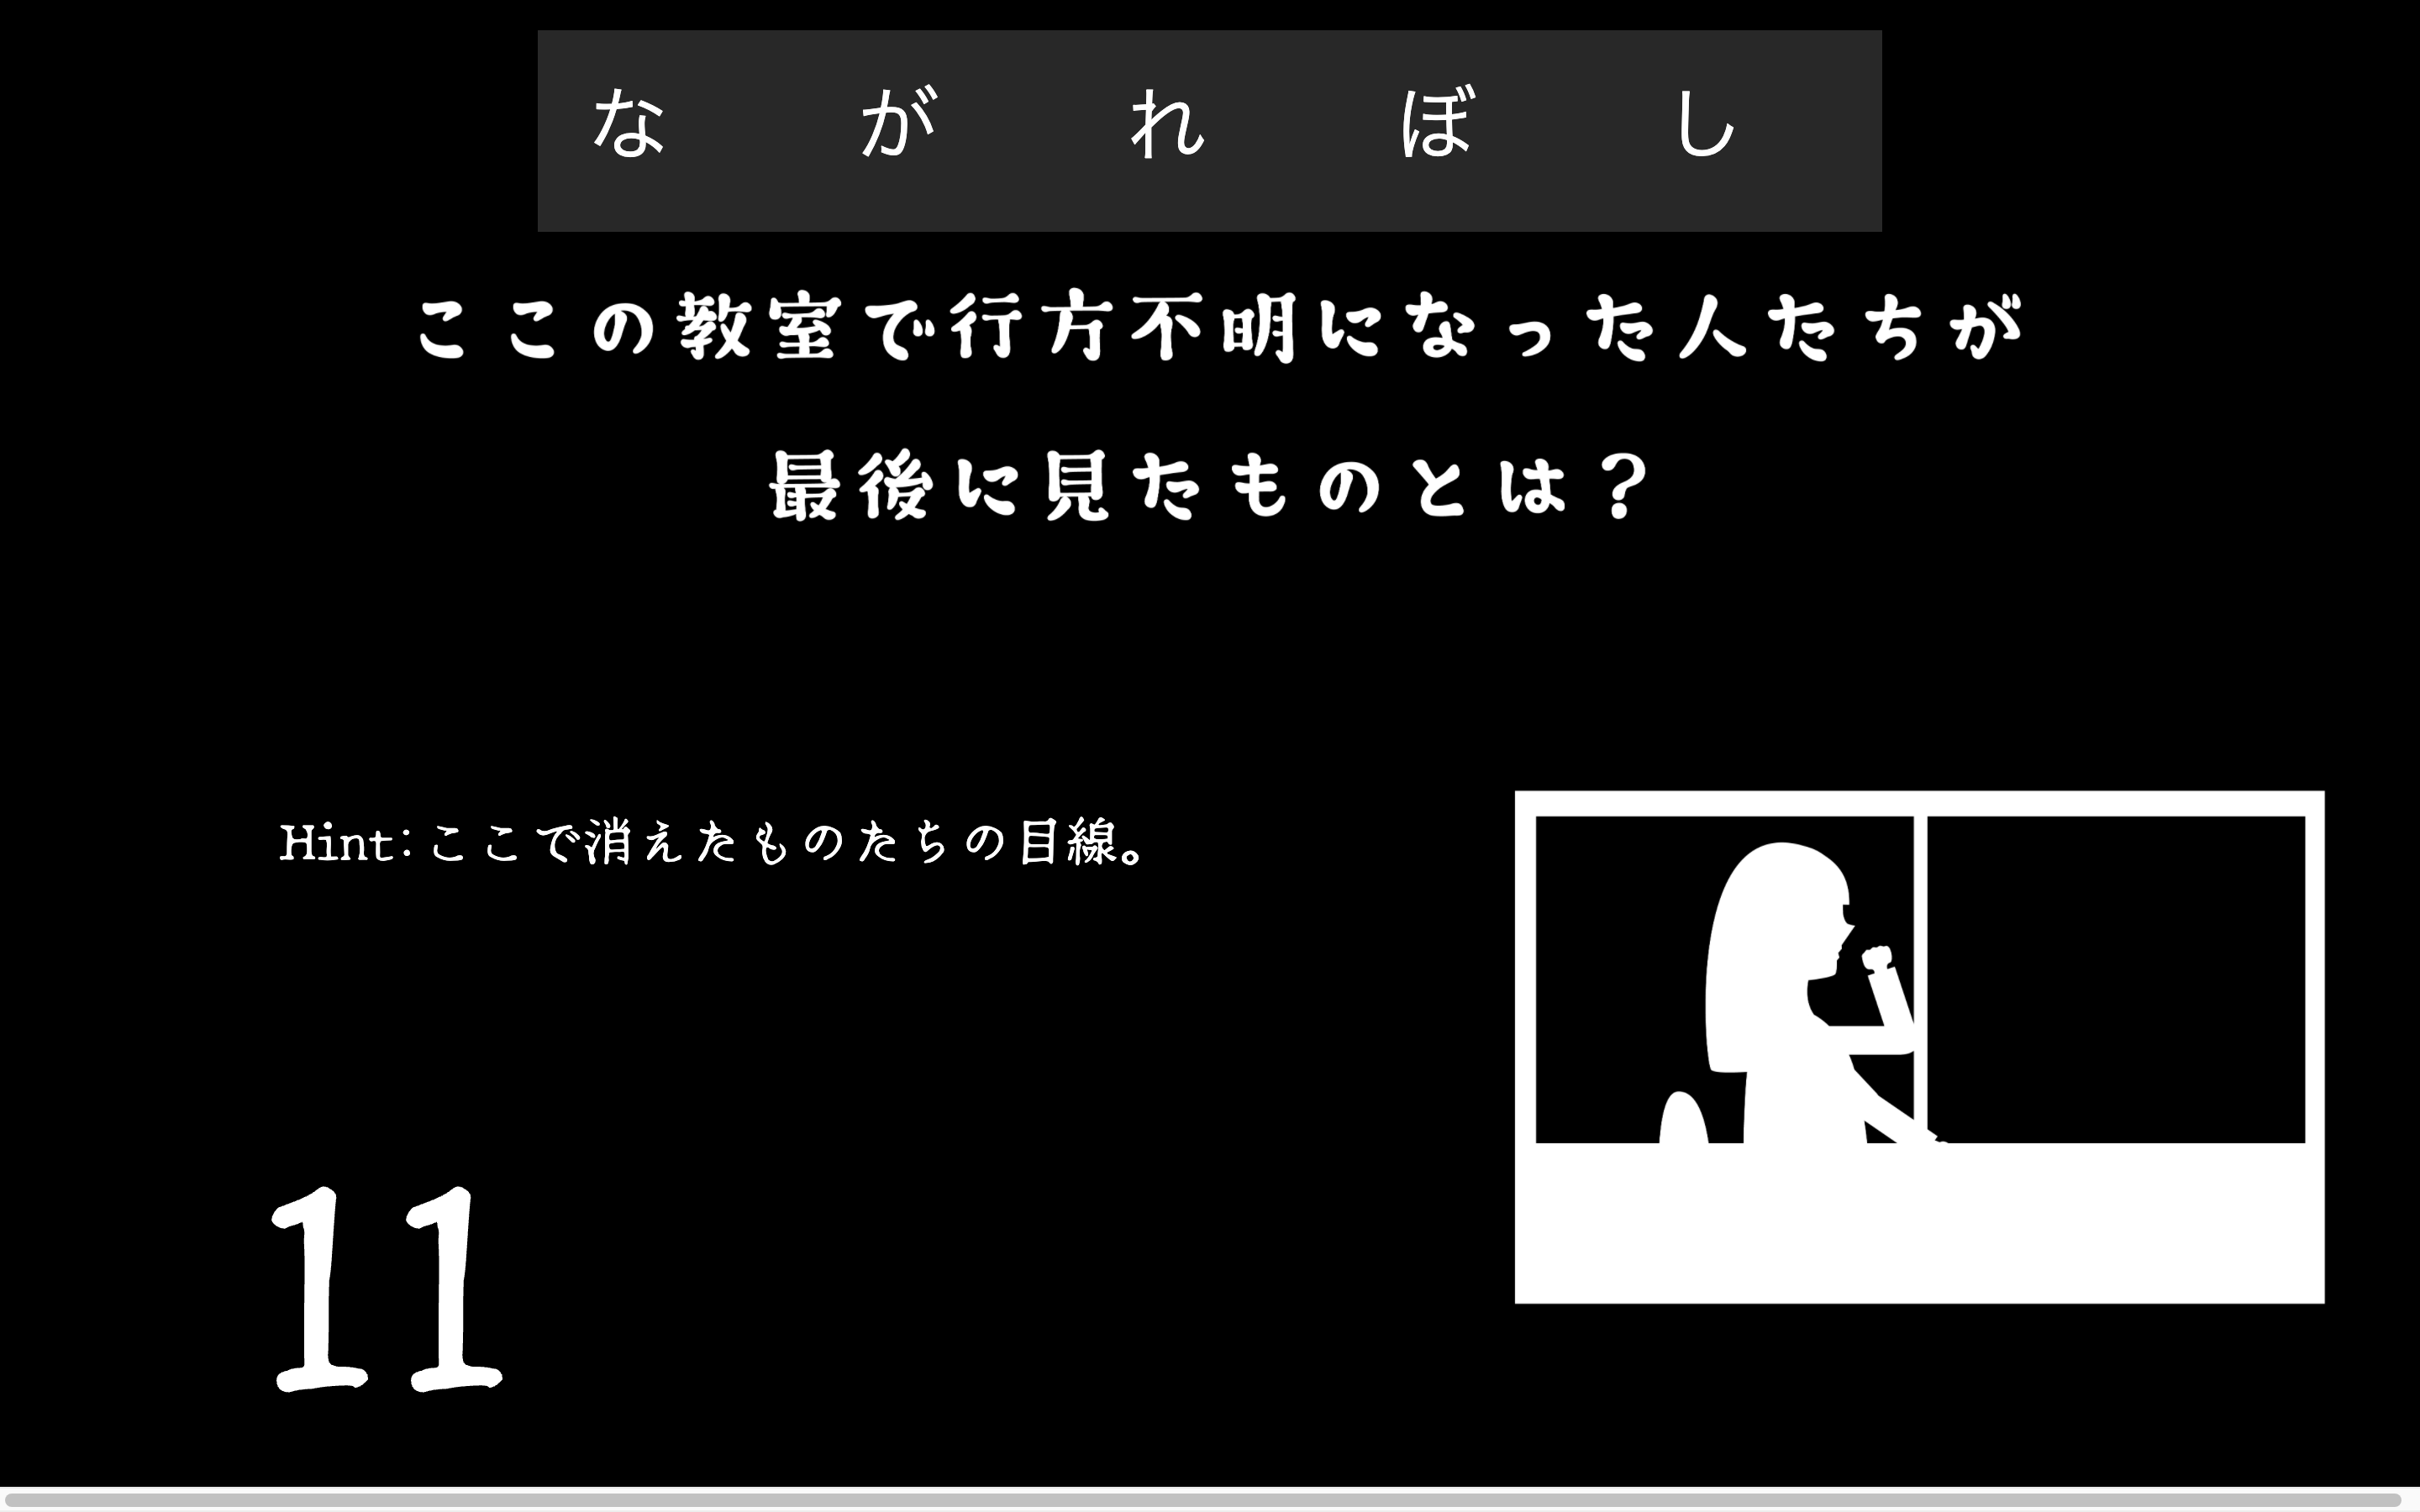 ながれぼし
ここの教室で行方不明になった人たちが
最後に見たものとは？
Hint:ここで消えたものたちの目線。
11